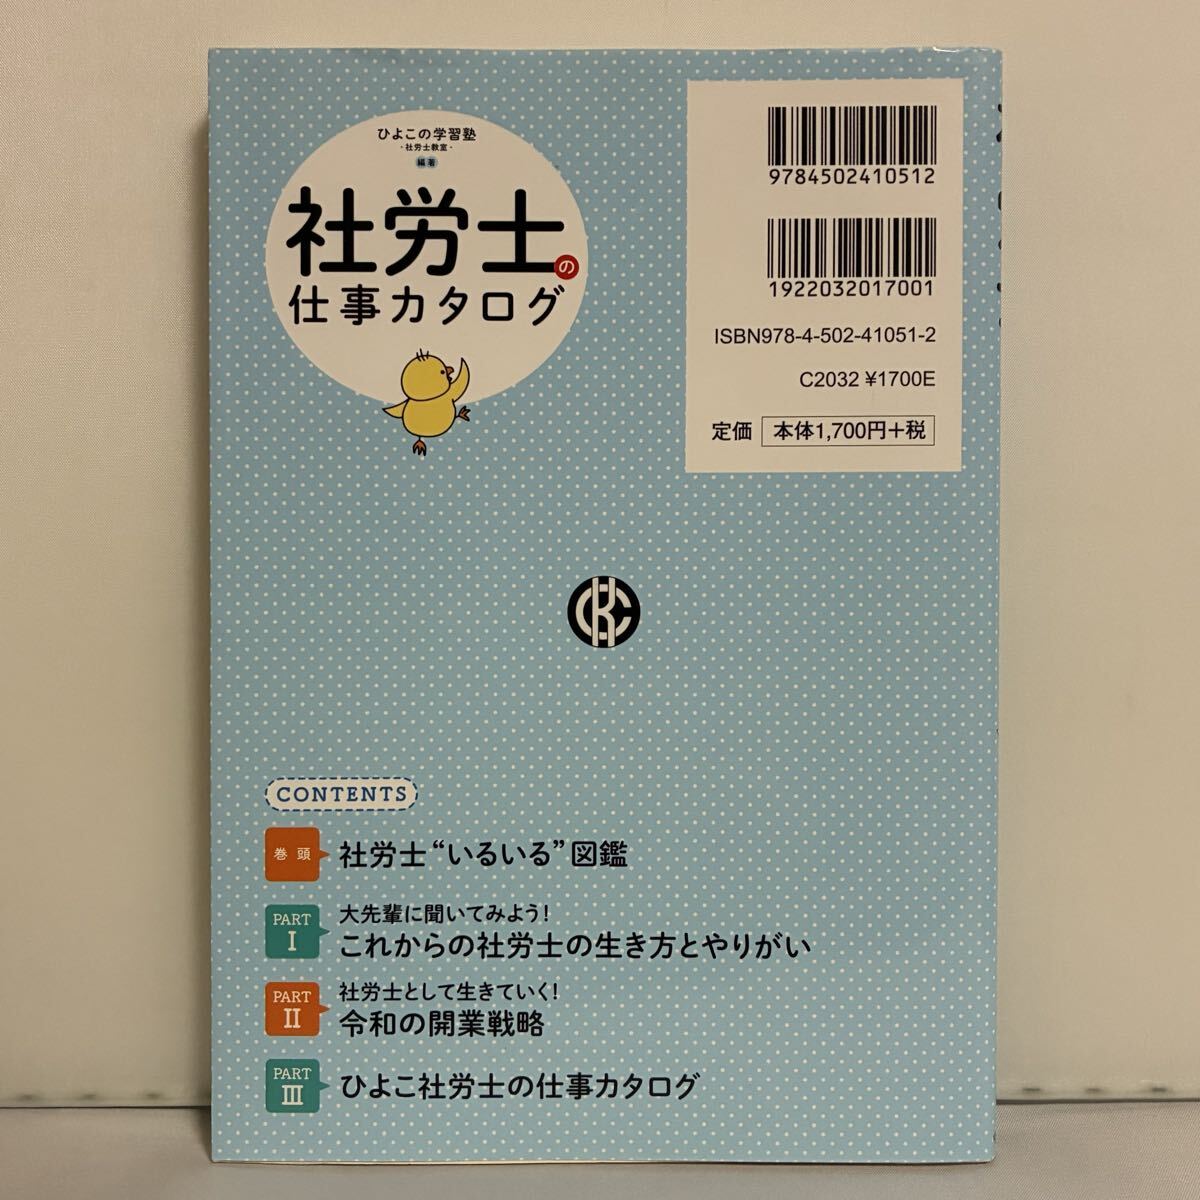 ひよこの学習塾
-社労士教室-
編著
社労士の
仕事カタログ
9784502410512
1922032017001
ISBN978-4-502-41051-2
C2032 ¥1700E
定価 本体1,700円+税
CONTENTS
巻頭 社労士“いるいる”図鑑
PART I 大先輩に聞いてみよう!
これからの社労士の生き方とやりがい
PART II 社労士として生きていく!
令和の開業戦略
PART III ひよこ社労士の仕事カタログ